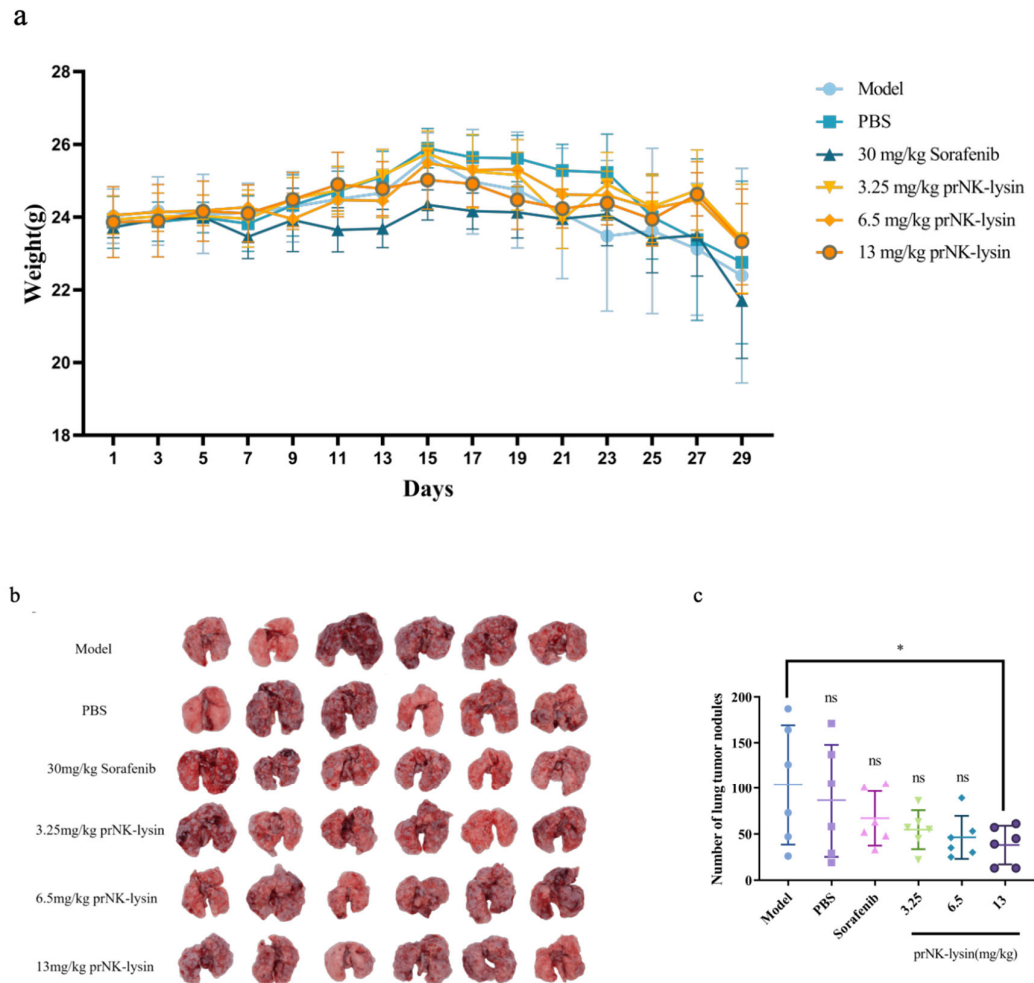 a
28
26
24
22
20
18
Weight(g)
1 3 5 7 9 11 13 15 17 19 21 23 25 27 29
Days
Model
PBS
30 mg/kg Sorafenib
3.25 mg/kg prNK-lysin
6.5 mg/kg prNK-lysin
13 mg/kg prNK-lysin
b
Model
PBS
30mg/kg Sorafenib
3.25mg/kg prNK-lysin
6.5mg/kg prNK-lysin
13mg/kg prNK-lysin
c
*
200
150
100
50
0
Number of lung tumor nodules
ns
ns
ns
ns
Model
PBS
Sorafenib
3.25
6.5
13
prNK-lysin(mg/kg)